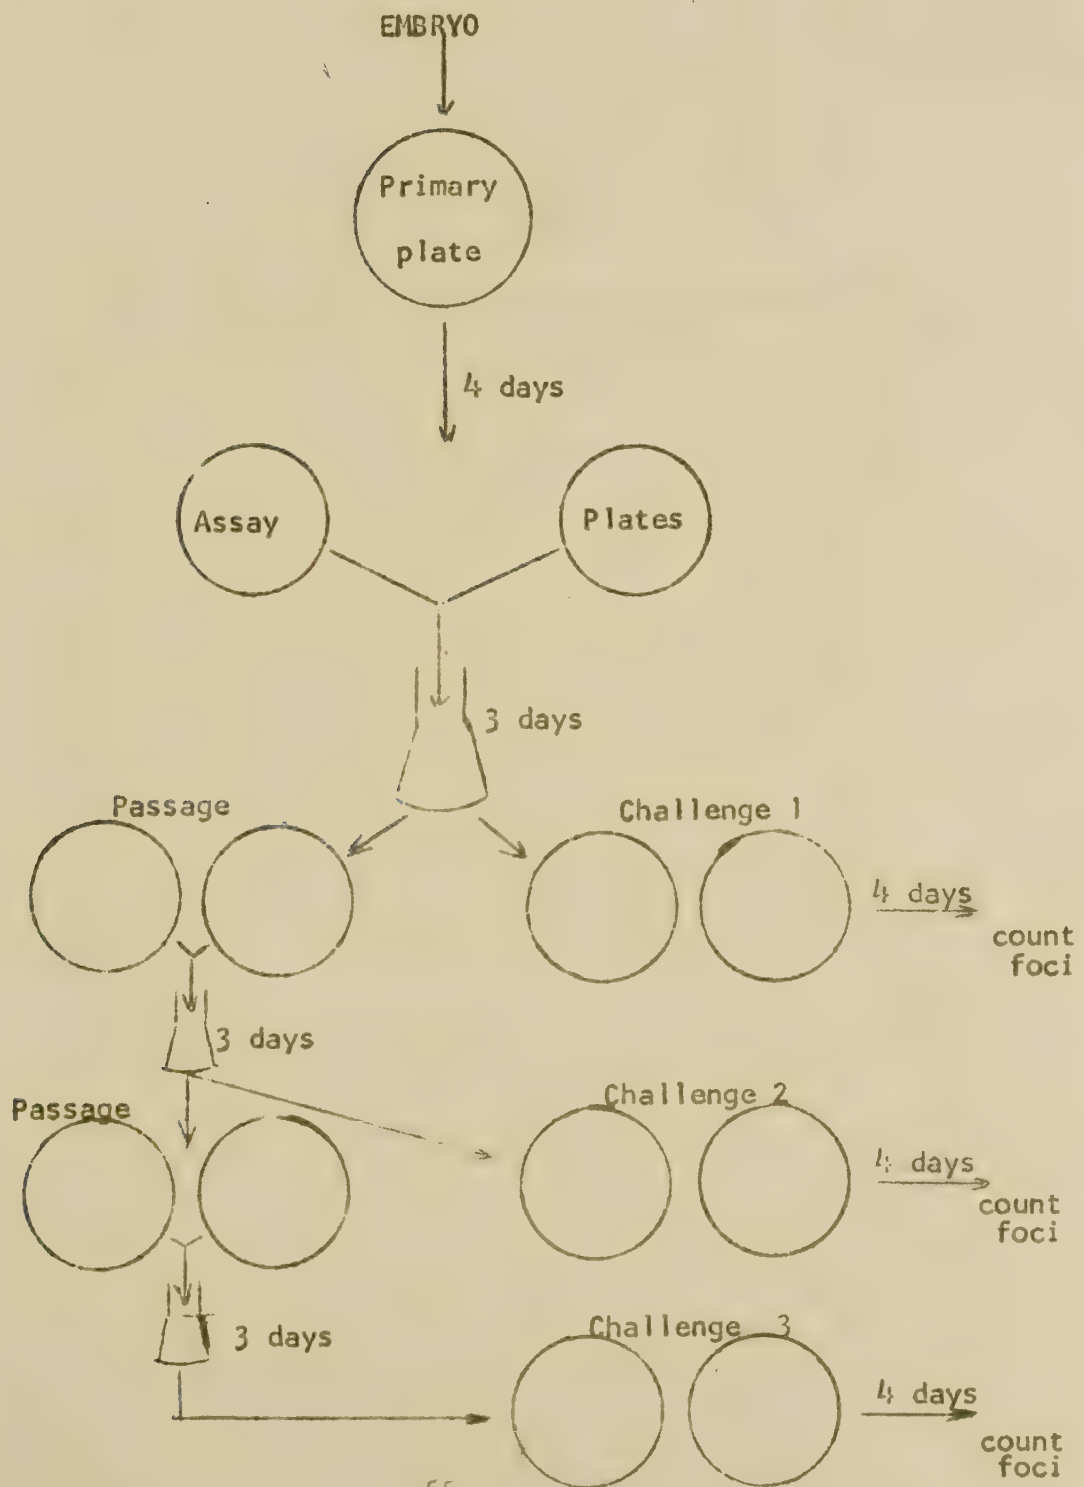 EMBRYO
Primary
plate
4 days
Assay
Plates
3 days
Passage
Challenge 1
4 days
count
foci
3 days
Passage
Challenge 2
4 days
count
foci
3 days
Challenge 3
4 days
count
foci